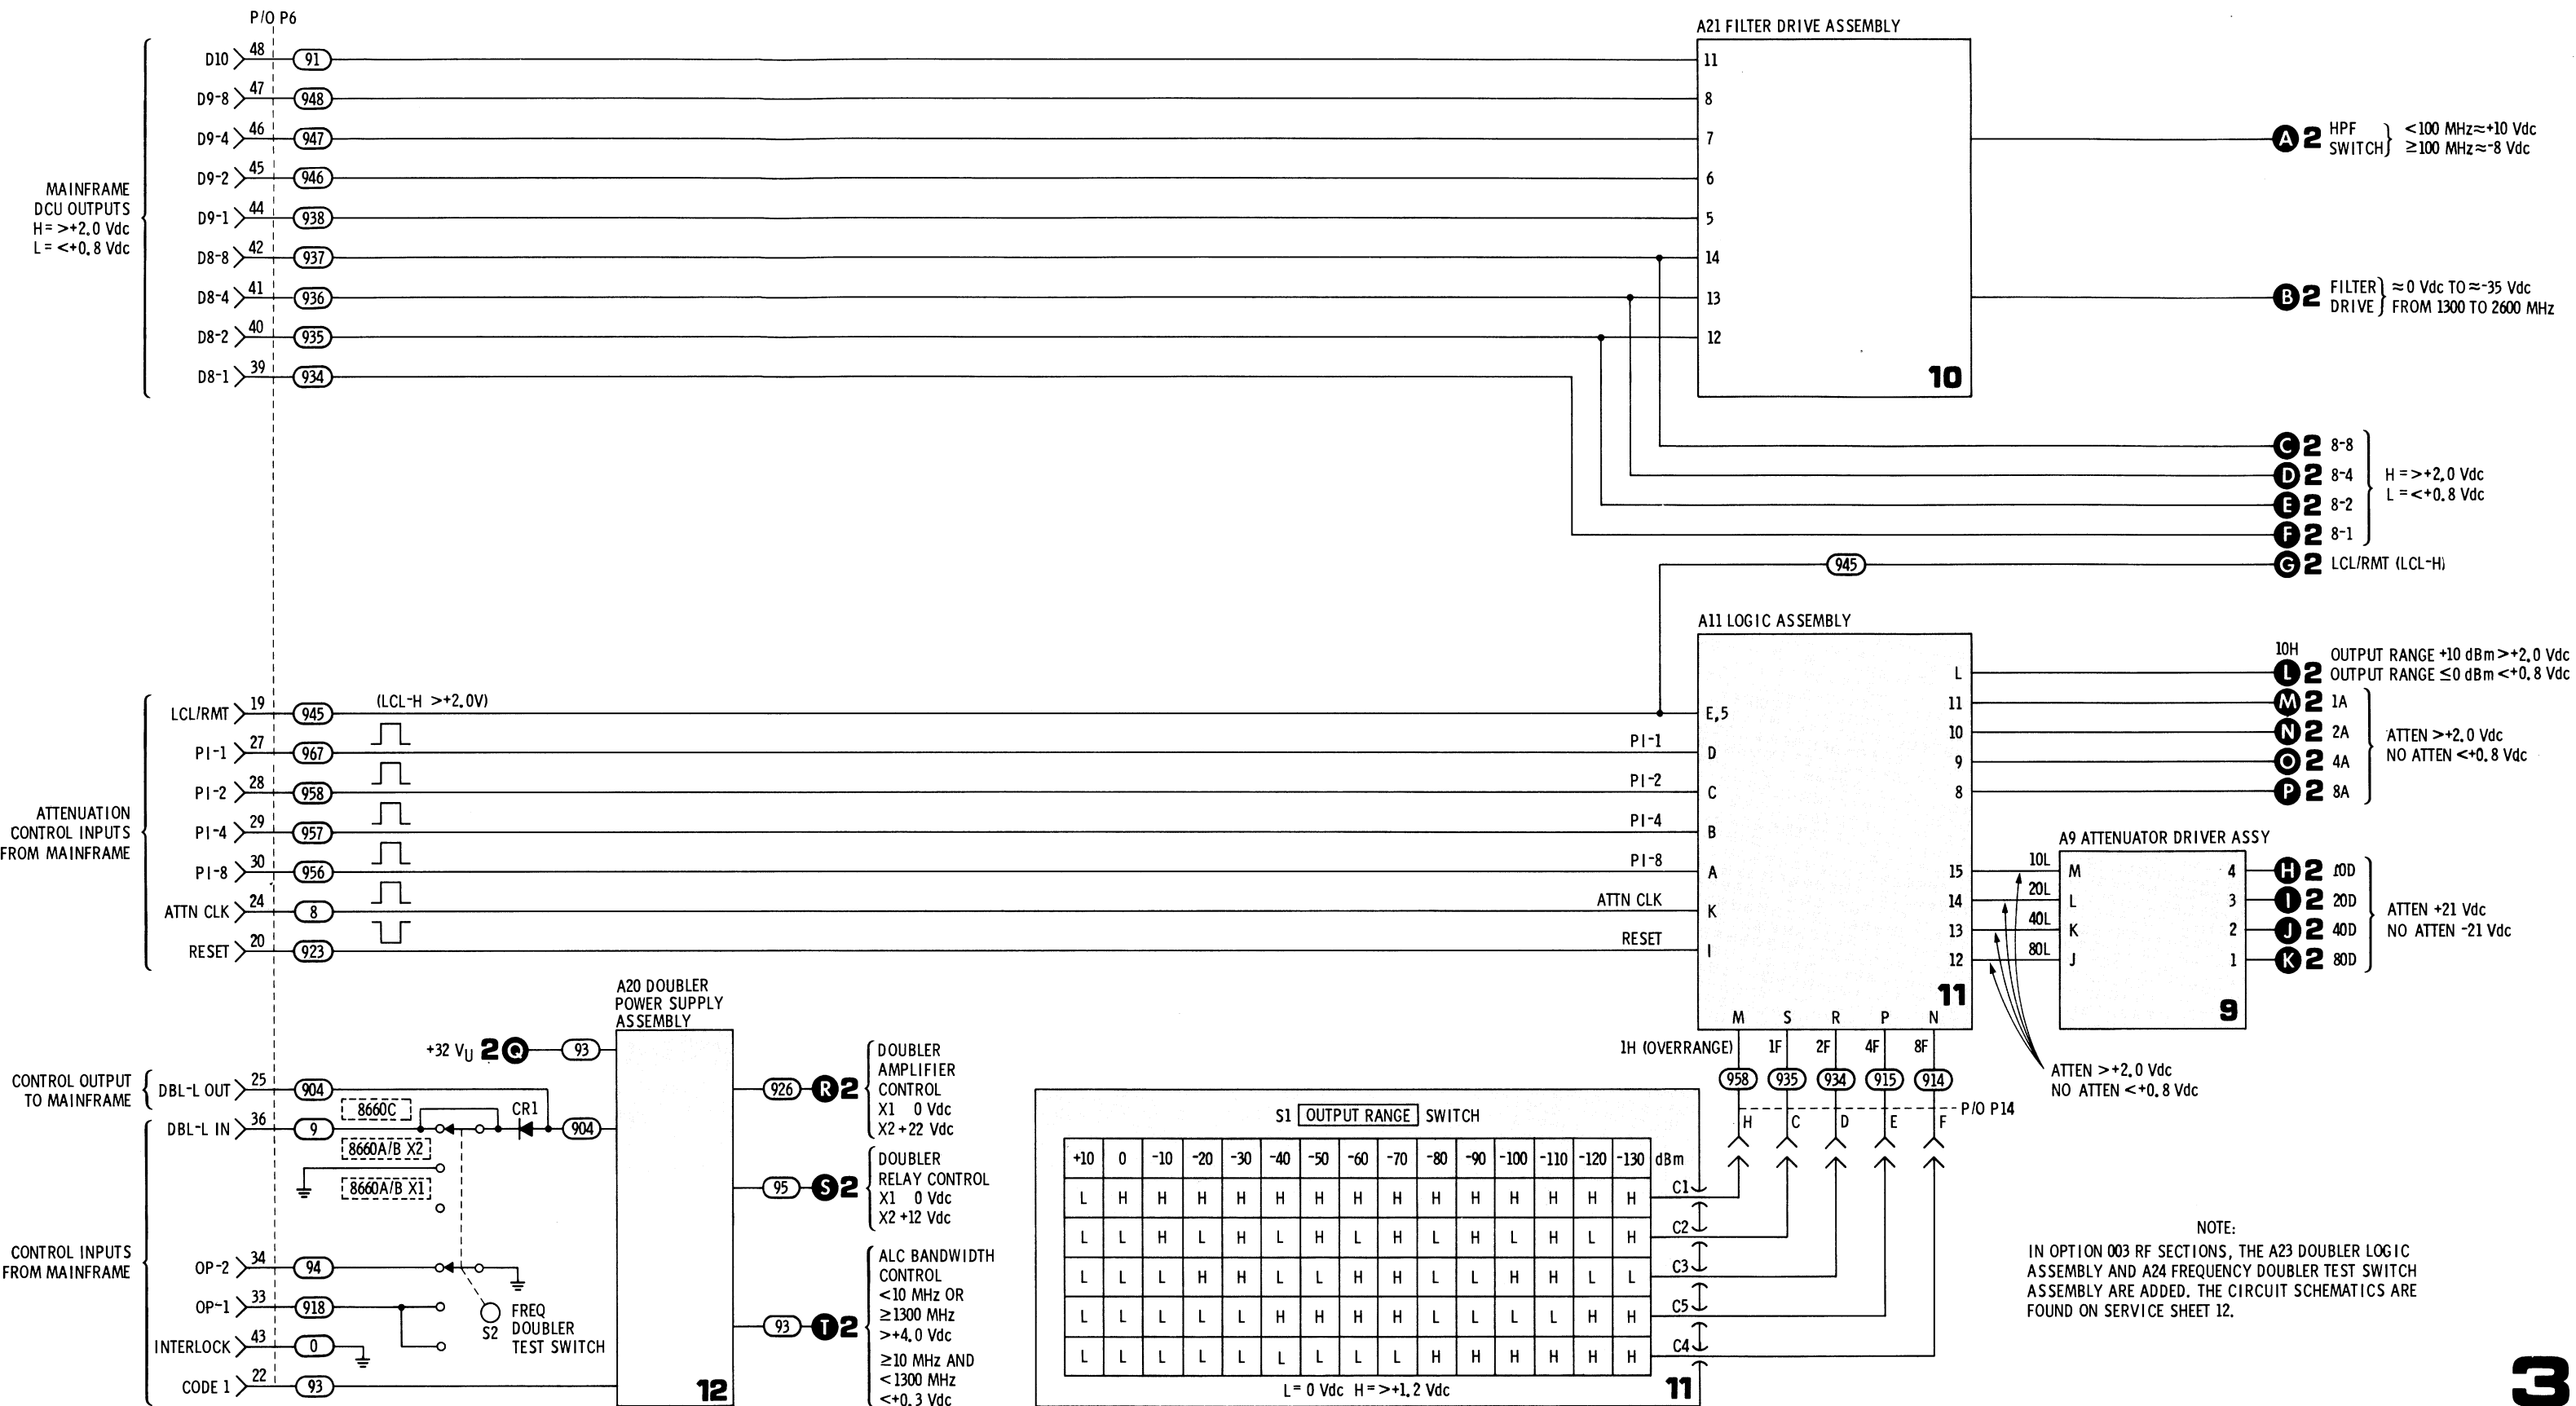 P/O P6
MAINFRAME
DCU OUTPUTS
H = >+2.0 Vdc
L = <+0.8 Vdc
D10 48 91
D9-8 47 948
D9-4 46 947
D9-2 45 946
D9-1 44 938
D8-8 42 937
D8-4 41 936
D8-2 40 935
D8-1 39 934
A21 FILTER DRIVE ASSEMBLY
11
8
7
6
5
14
13
12
10
A 2 HPF SWITCH
<100 MHz≈+10 Vdc
≥100 MHz≈-8 Vdc
B 2 FILTER DRIVE
≈0 Vdc TO ≈-35 Vdc
FROM 1300 TO 2600 MHz
C 2 8-8
D 2 8-4
E 2 8-2
F 2 8-1
H = >+2.0 Vdc
L = <+0.8 Vdc
945 G 2 LCL/RMT (LCL-H)
ATTENUATION
CONTROL INPUTS
FROM MAINFRAME
LCL/RMT 19 945 (LCL-H >+2.0V)
PI-1 27 967 PI-1
PI-2 28 958 PI-2
PI-4 29 957 PI-4
PI-8 30 956 PI-8
ATTN CLK 24 8 ATTN CLK
RESET 20 923 RESET
A11 LOGIC ASSEMBLY
E,5
D
C
B
A
K
I
L
11
10
9
8
15
14
13
12
11
M S R P N
10H
L 2 OUTPUT RANGE +10 dBm >+2.0 Vdc
OUTPUT RANGE ≤0 dBm <+0.8 Vdc
M 2 1A
N 2 2A
O 2 4A
P 2 8A
ATTEN >+2.0 Vdc
NO ATTEN <+0.8 Vdc
A9 ATTENUATOR DRIVER ASSY
10L M 4 H 2 10D
20L L 3 I 2 20D
40L K 2 J 2 40D
80L J 1 K 2 80D
9
ATTEN +21 Vdc
NO ATTEN -21 Vdc
ATTEN >+2.0 Vdc
NO ATTEN <+0.8 Vdc
1H (OVERRANGE) 1F 2F 4F 8F
958 935 934 915 914
P/O P14
H C D E F
A20 DOUBLER
POWER SUPPLY
ASSEMBLY
12
+32 VU 2 Q 93
CONTROL OUTPUT
TO MAINFRAME
DBL-L OUT 25 904
CONTROL INPUTS
FROM MAINFRAME
DBL-L IN 36 9
8660C
CR1
904
8660A/B X2
8660A/B X1
OP-2 34 94
OP-1 33 918
INTERLOCK 43 0
CODE 1 22 93
S2
FREQ
DOUBLER
TEST SWITCH
926 R 2
DOUBLER
AMPLIFIER
CONTROL
X1 0 Vdc
X2 +22 Vdc
95 S 2
DOUBLER
RELAY CONTROL
X1 0 Vdc
X2 +12 Vdc
93 T 2
ALC BANDWIDTH
CONTROL
<10 MHz OR
≥1300 MHz
>+4.0 Vdc
≥10 MHz AND
<1300 MHz
<+0.3 Vdc
S1 OUTPUT RANGE SWITCH
+10 0 -10 -20 -30 -40 -50 -60 -70 -80 -90 -100 -110 -120 -130 dBm
L H H H H H H H H H H H H H H C1
L L H L H L H L H L H L H L H C2
L L L H H L L H H L L H H L L C3
L L L L L H H H H L L L L H H C5
L L L L L L L L L H H H H H H C4
L = 0 Vdc H = >+1.2 Vdc
11
NOTE:
IN OPTION 003 RF SECTIONS, THE A23 DOUBLER LOGIC
ASSEMBLY AND A24 FREQUENCY DOUBLER TEST SWITCH
ASSEMBLY ARE ADDED. THE CIRCUIT SCHEMATICS ARE
FOUND ON SERVICE SHEET 12.
3